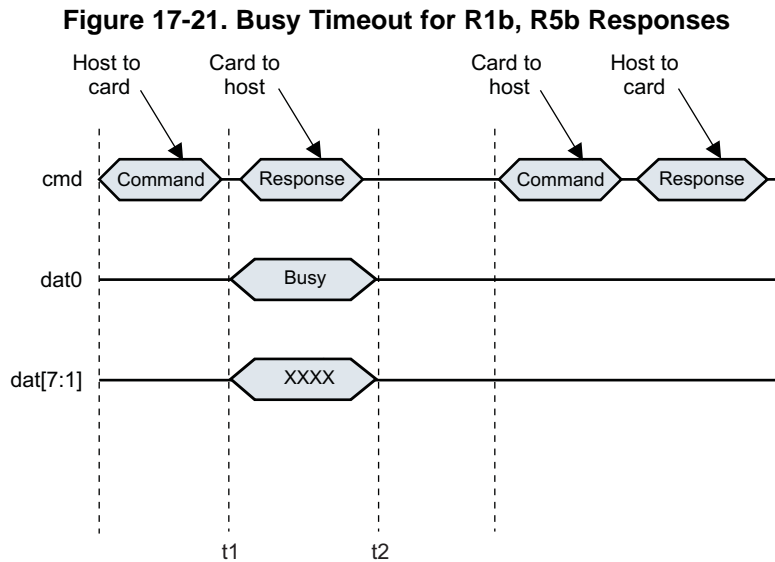 Figure 17-21. Busy Timeout for R1b, R5b Responses
Host to
card
Card to
host
Card to
host
Host to
card
cmd
Command
Response
Command
Response
dat0
Busy
dat[7:1]
XXXX
t1
t2